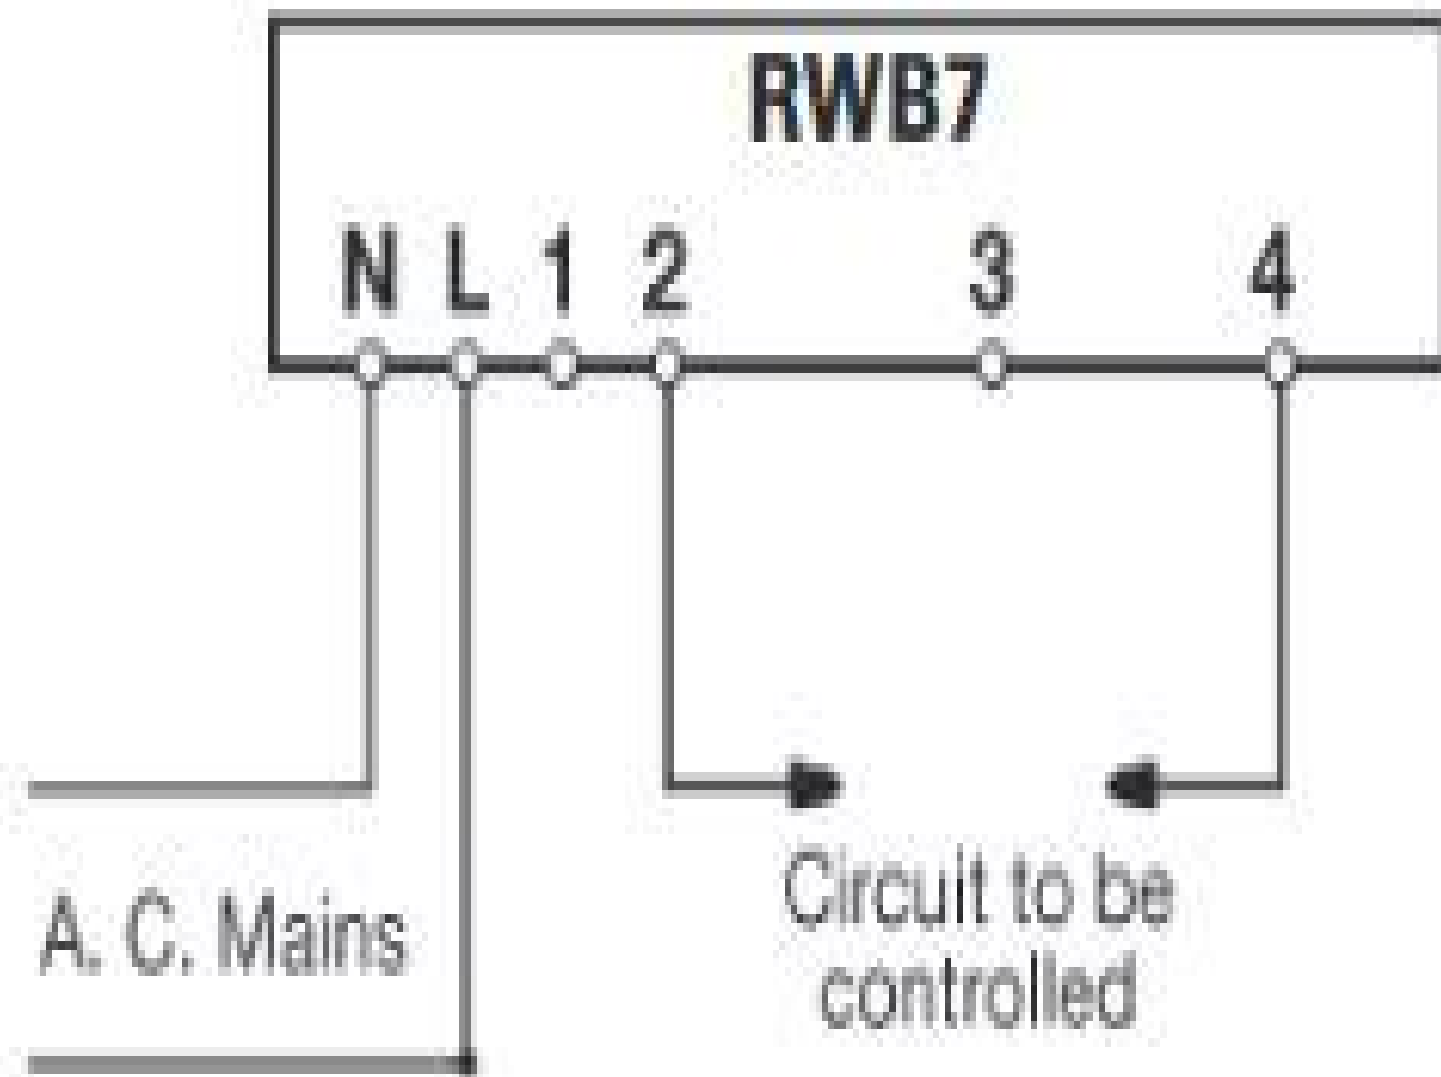 RWB7
N L 1 2 3 4
A. C. Mains
Circuit to be
controlled